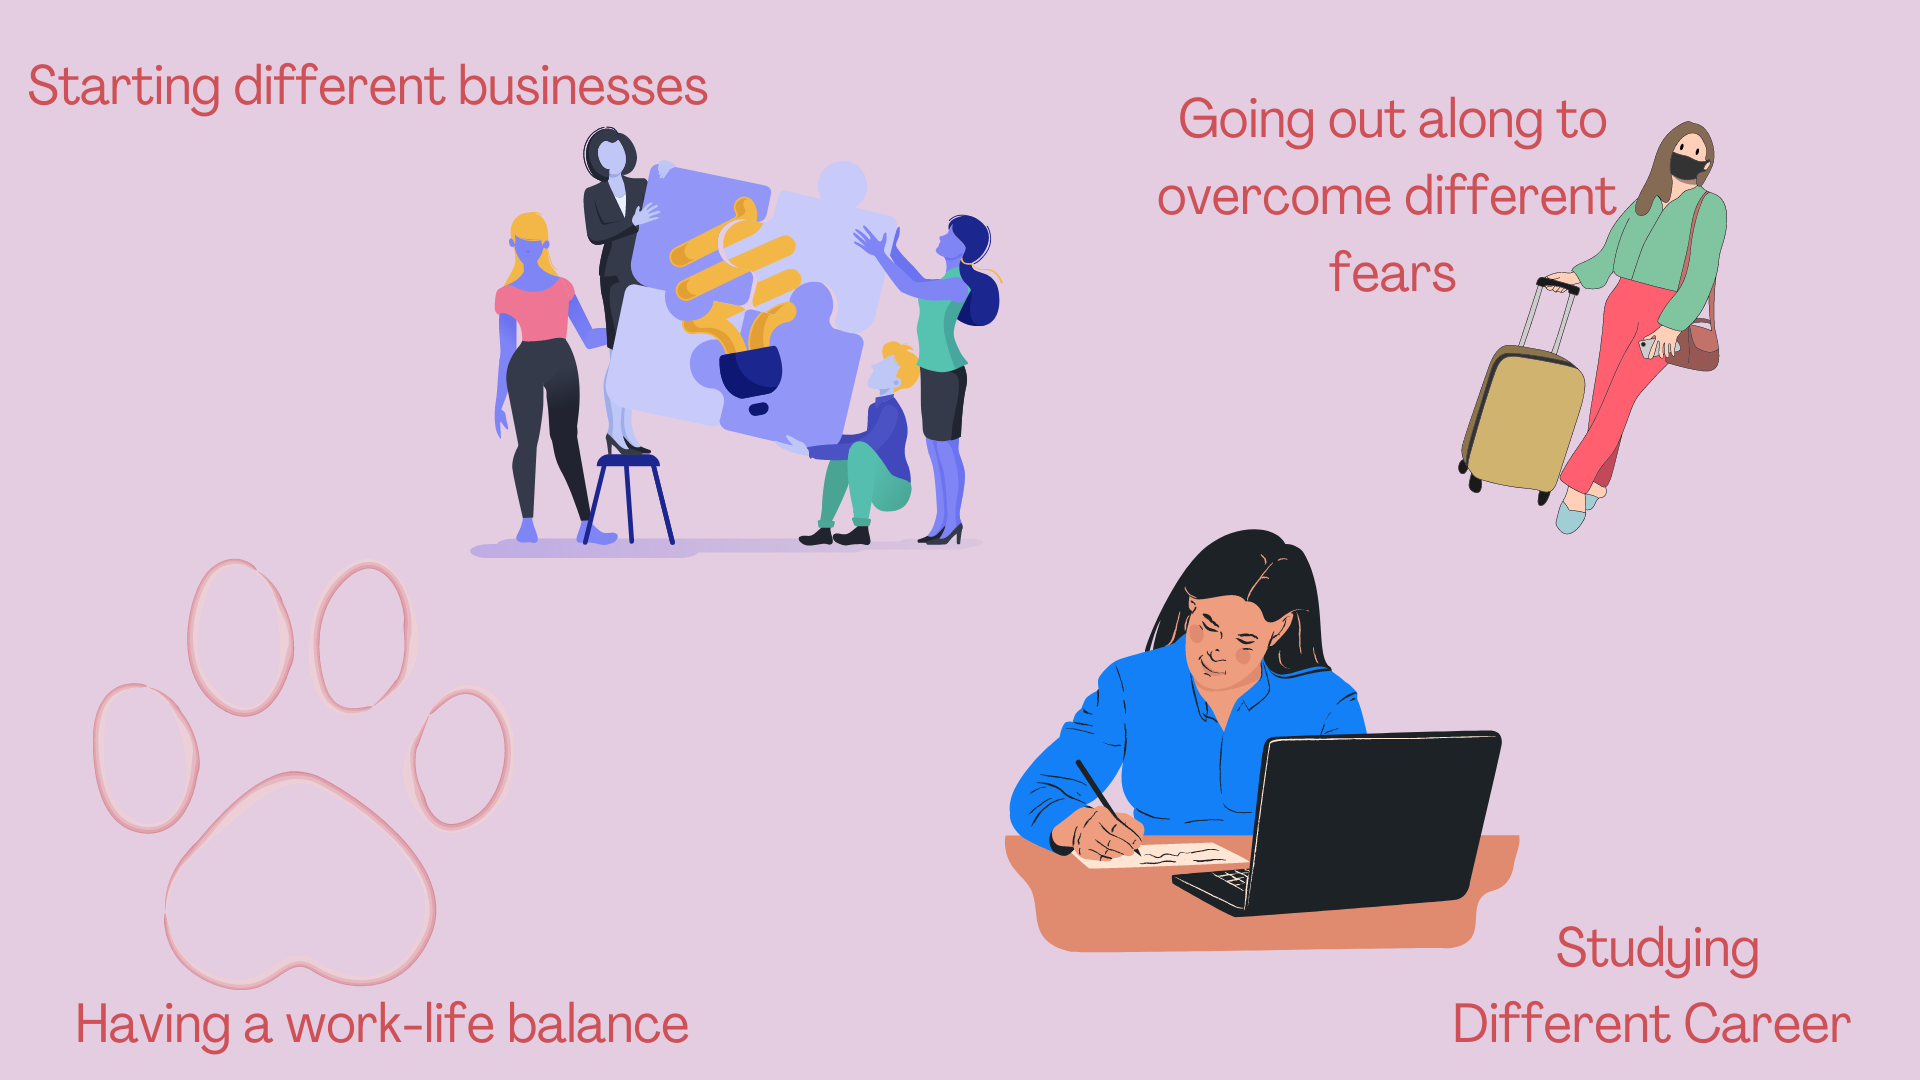 Starting different businesses
Going out along to
overcome different
fears
Having a work-life balance
Studying
Different Career